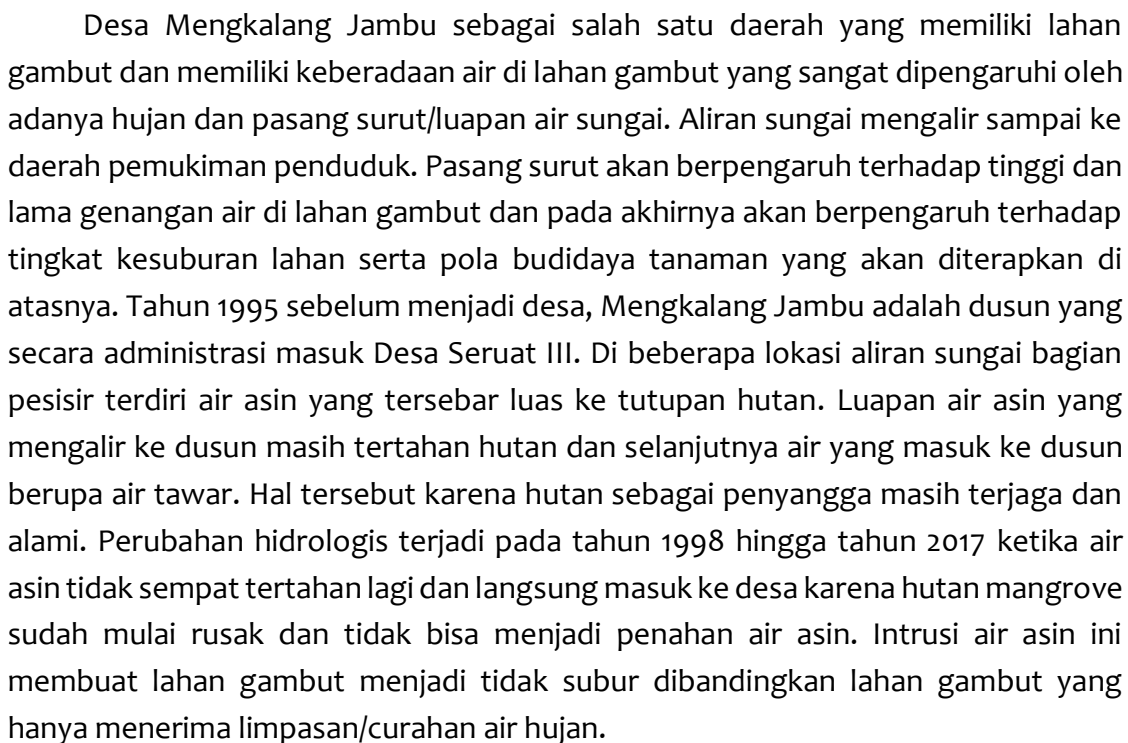 Desa Mengkalang Jambu sebagai salah satu daerah yang memiliki lahan
gambut dan memiliki keberadaan air di lahan gambut yang sangat dipengaruhi oleh
adanya hujan dan pasang surut/luapan air sungai. Aliran sungai mengalir sampai ke
daerah pemukiman penduduk. Pasang surut akan berpengaruh terhadap tinggi dan
lama genangan air di lahan gambut dan pada akhirnya akan berpengaruh terhadap
tingkat kesuburan lahan serta pola budidaya tanaman yang akan diterapkan di
atasnya. Tahun 1995 sebelum menjadi desa, Mengkalang Jambu adalah dusun yang
secara administrasi masuk Desa Seruat III. Di beberapa lokasi aliran sungai bagian
pesisir terdiri air asin yang tersebar luas ke tutupan hutan. Luapan air asin yang
mengalir ke dusun masih tertahan hutan dan selanjutnya air yang masuk ke dusun
berupa air tawar. Hal tersebut karena hutan sebagai penyangga masih terjaga dan
alami. Perubahan hidrologis terjadi pada tahun 1998 hingga tahun 2017 ketika air
asin tidak sempat tertahan lagi dan langsung masuk ke desa karena hutan mangrove
sudah mulai rusak dan tidak bisa menjadi penahan air asin. Intrusi air asin ini
membuat lahan gambut menjadi tidak subur dibandingkan lahan gambut yang
hanya menerima limpasan/curahan air hujan.